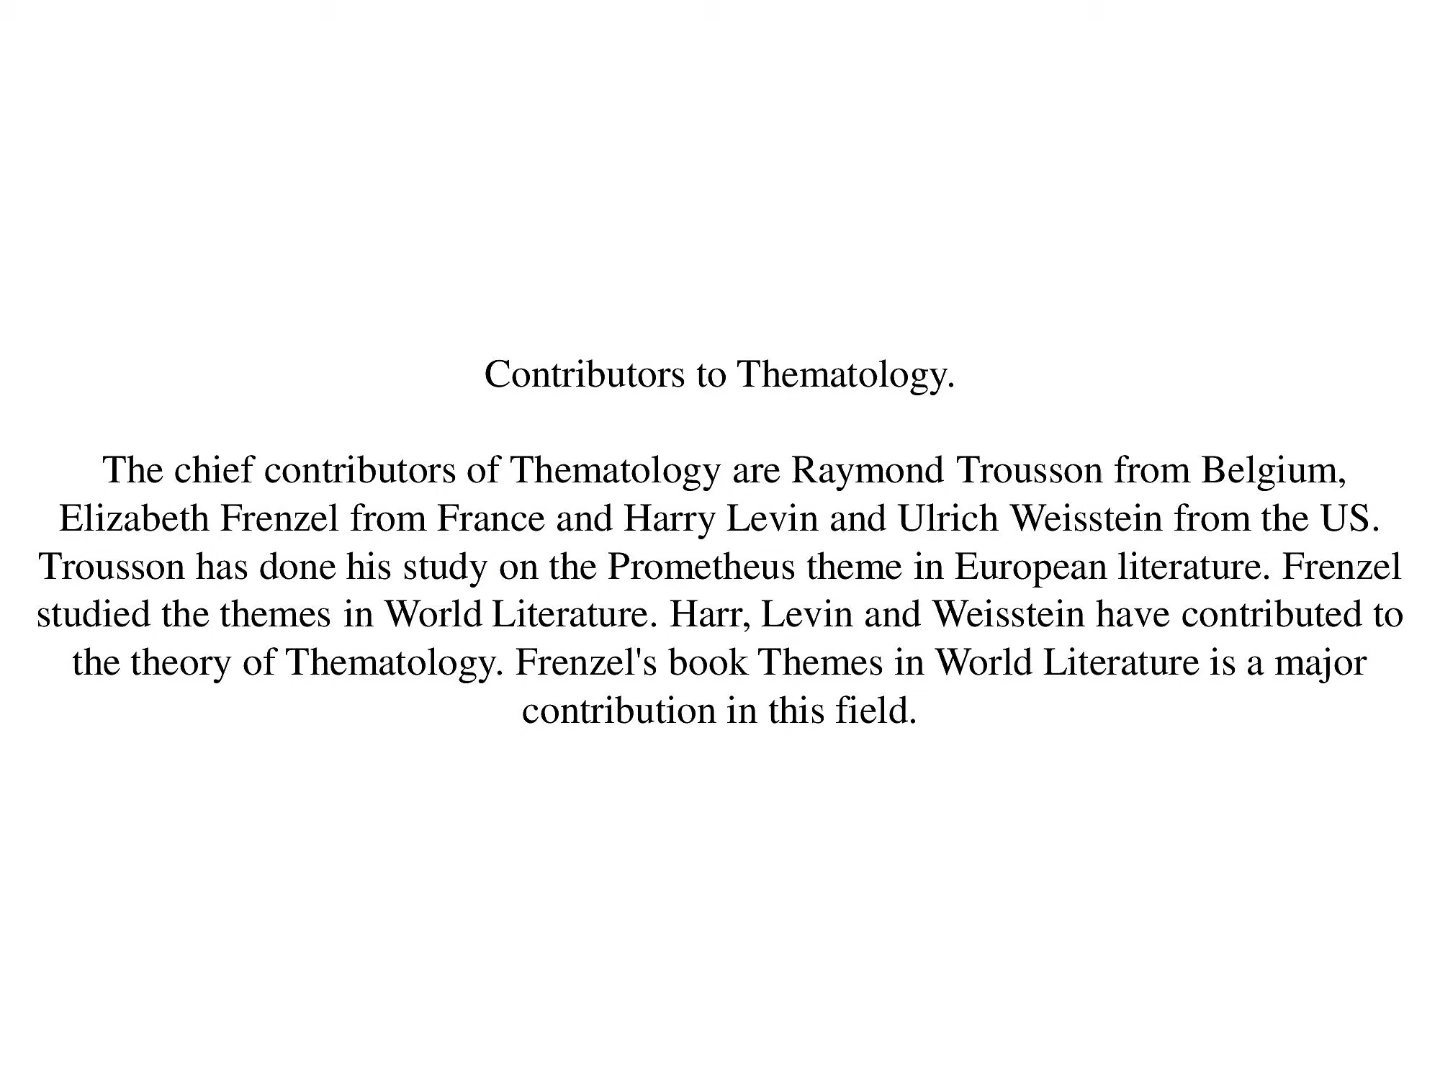 Contributors to Thematology.
The chief contributors of Thematology are Raymond Trousson from Belgium,
Elizabeth Frenzel from France and Harry Levin and Ulrich Weisstein from the US.
Trousson has done his study on the Prometheus theme in European literature. Frenzel
studied the themes in World Literature. Harr, Levin and Weisstein have contributed to
the theory of Thematology. Frenzel's book Themes in World Literature is a major
contribution in this field.